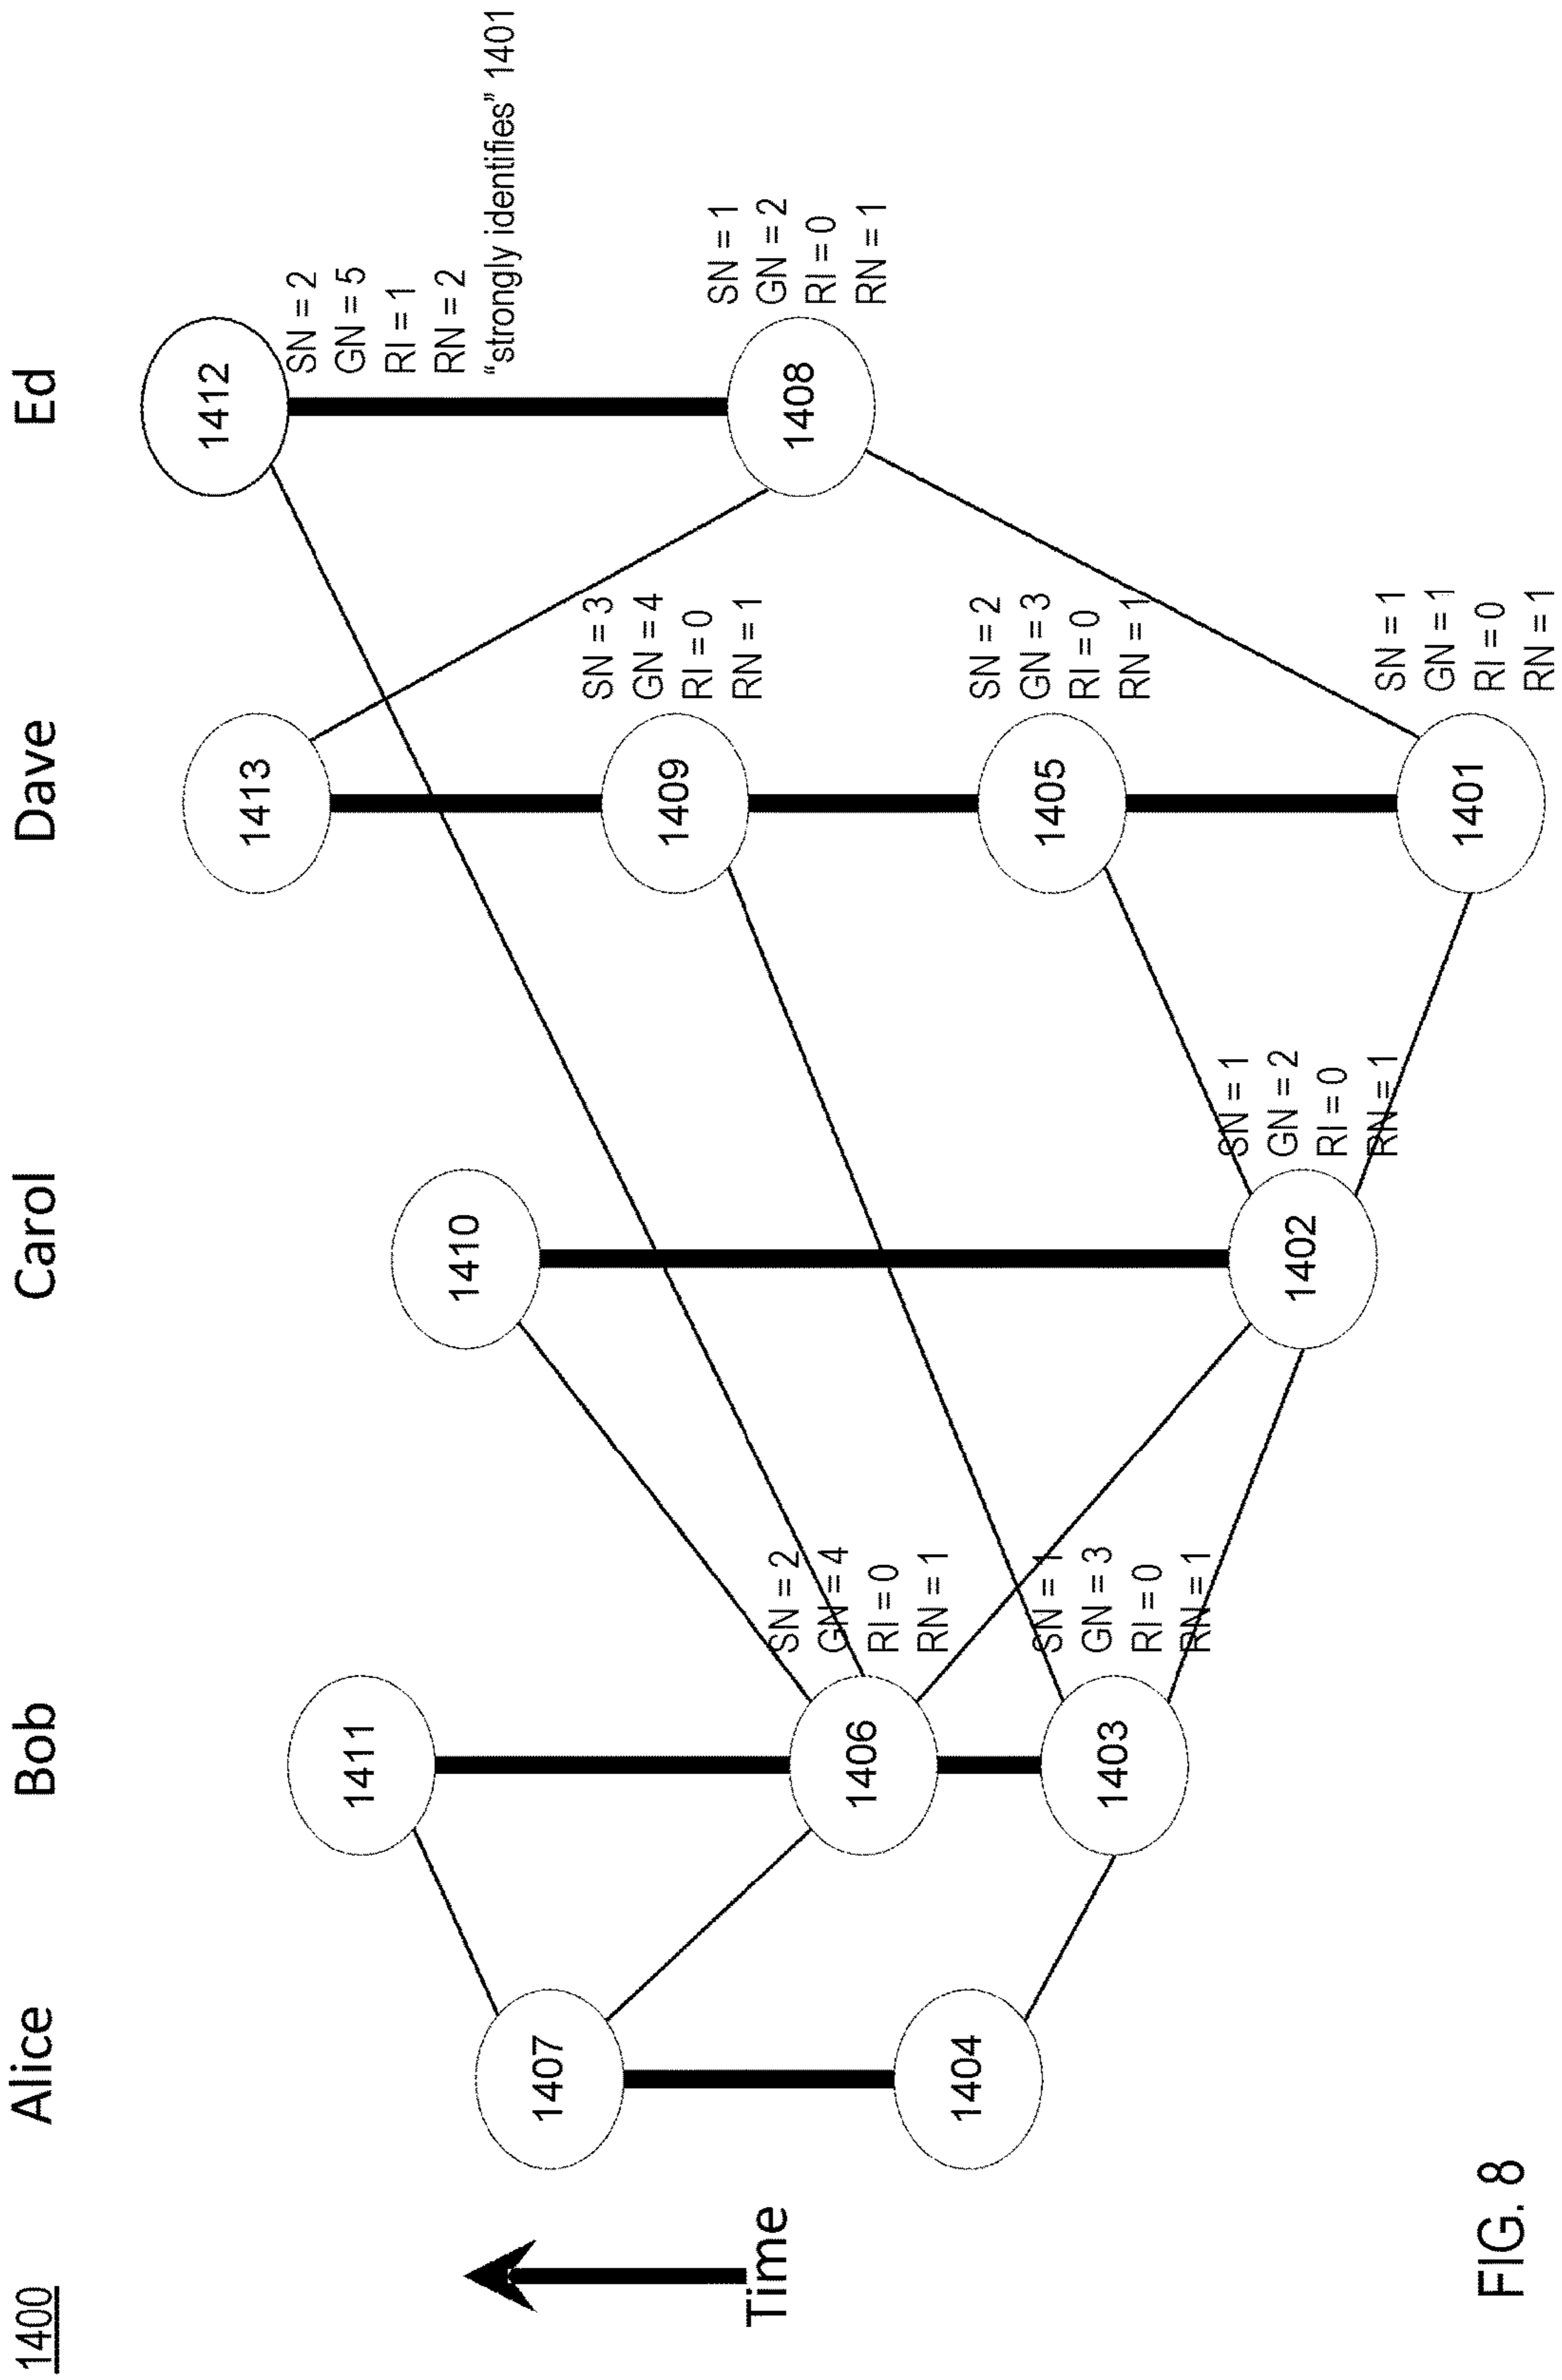 1400
Alice
Bob
Carol
Dave
Ed
1412
SN = 2
GN = 5
RI = 1
RN = 2
“strongly identifies” 1401
1413
1411
1410
1407
Time
1409
SN = 3
GN = 4
RI = 0
RN = 1
1408
SN = 1
GN = 2
RI = 0
RN = 1
1406
SN = 2
GN = 4
RI = 0
RN = 1
1404
1405
SN = 2
GN = 3
RI = 0
RN = 1
1403
SN = 1
GN = 3
RI = 0
RN = 1
1402
SN = 1
GN = 2
RI = 0
RN = 1
1401
SN = 1
GN = 1
RI = 0
RN = 1
FIG. 8